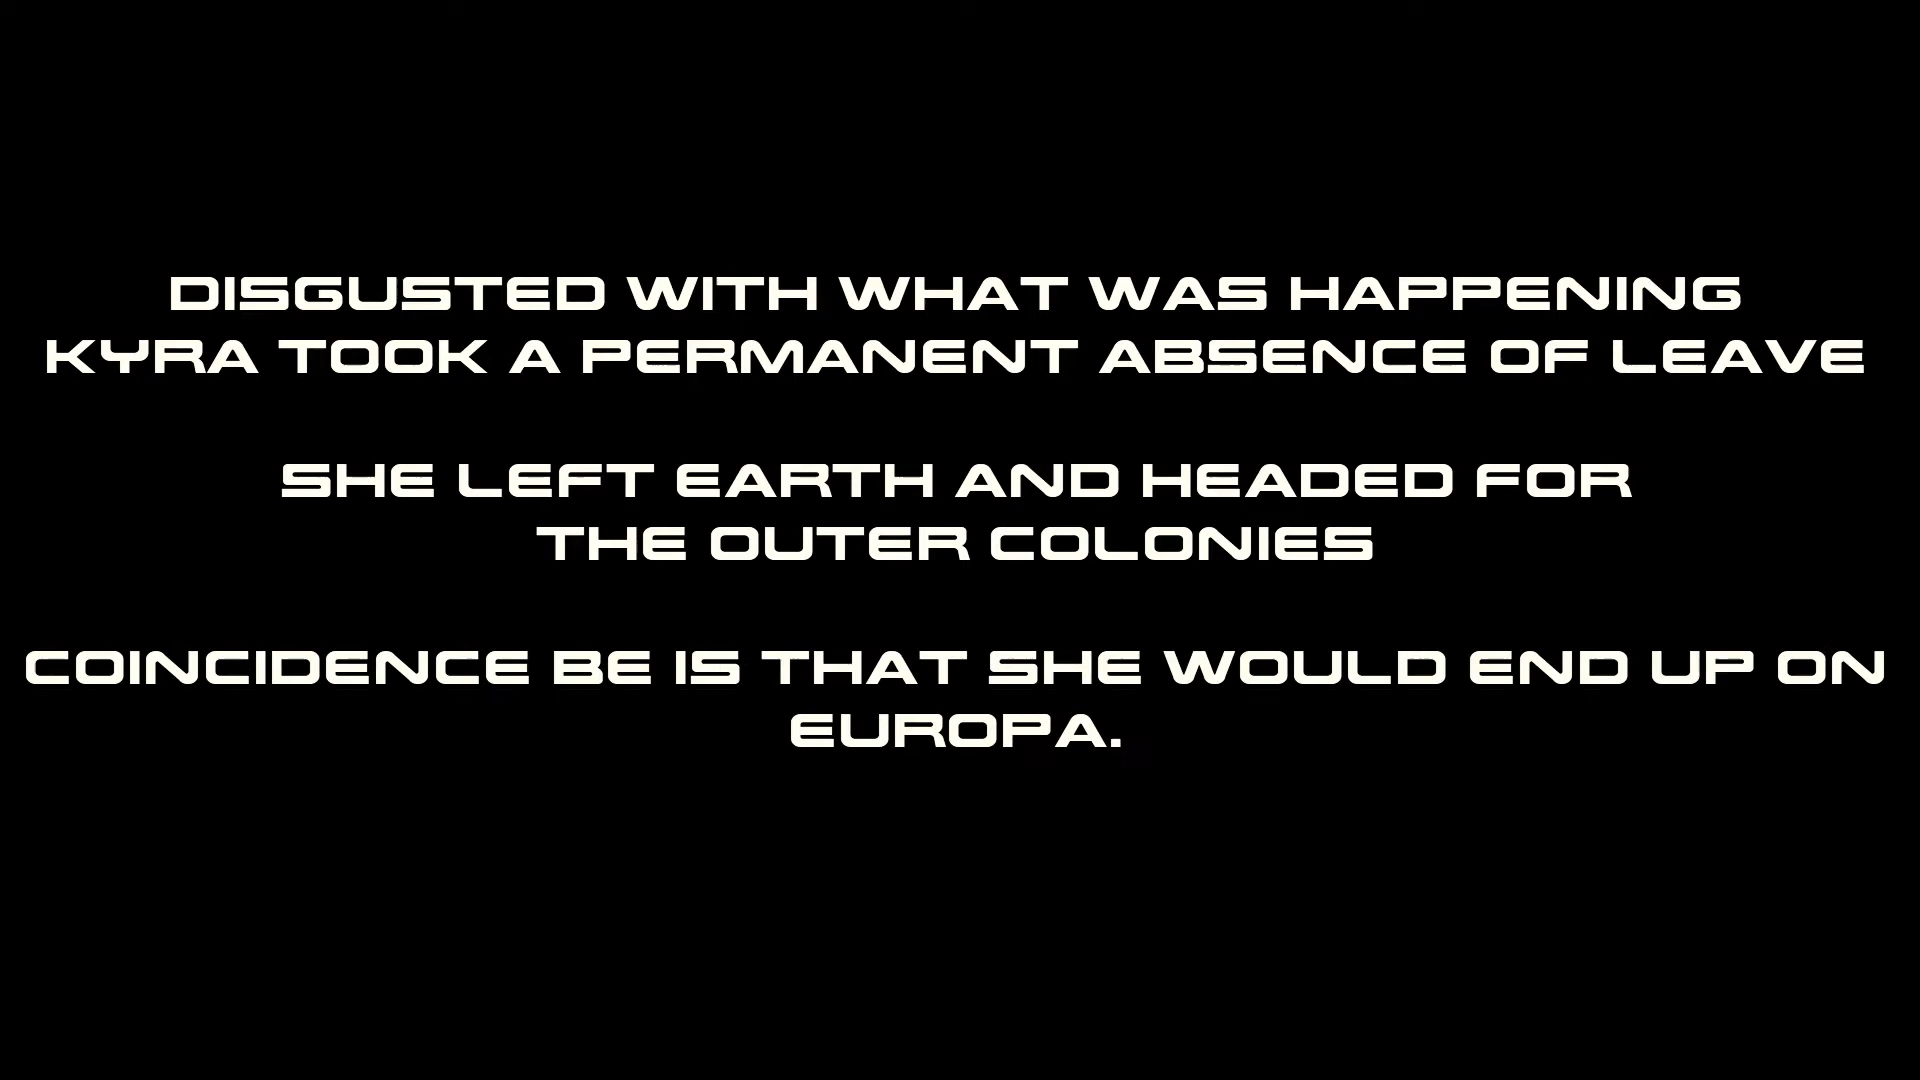 DISGUSTED WITH WHAT WAS HAPPENING
KYRA TOOK A PERMANENT ABSENCE OF LEAVE
SHE LEFT EARTH AND HEADED FOR
THE OUTER COLONIES
COINCIDENCE BE IS THAT SHE WOULD END UP ON
EUROPA.